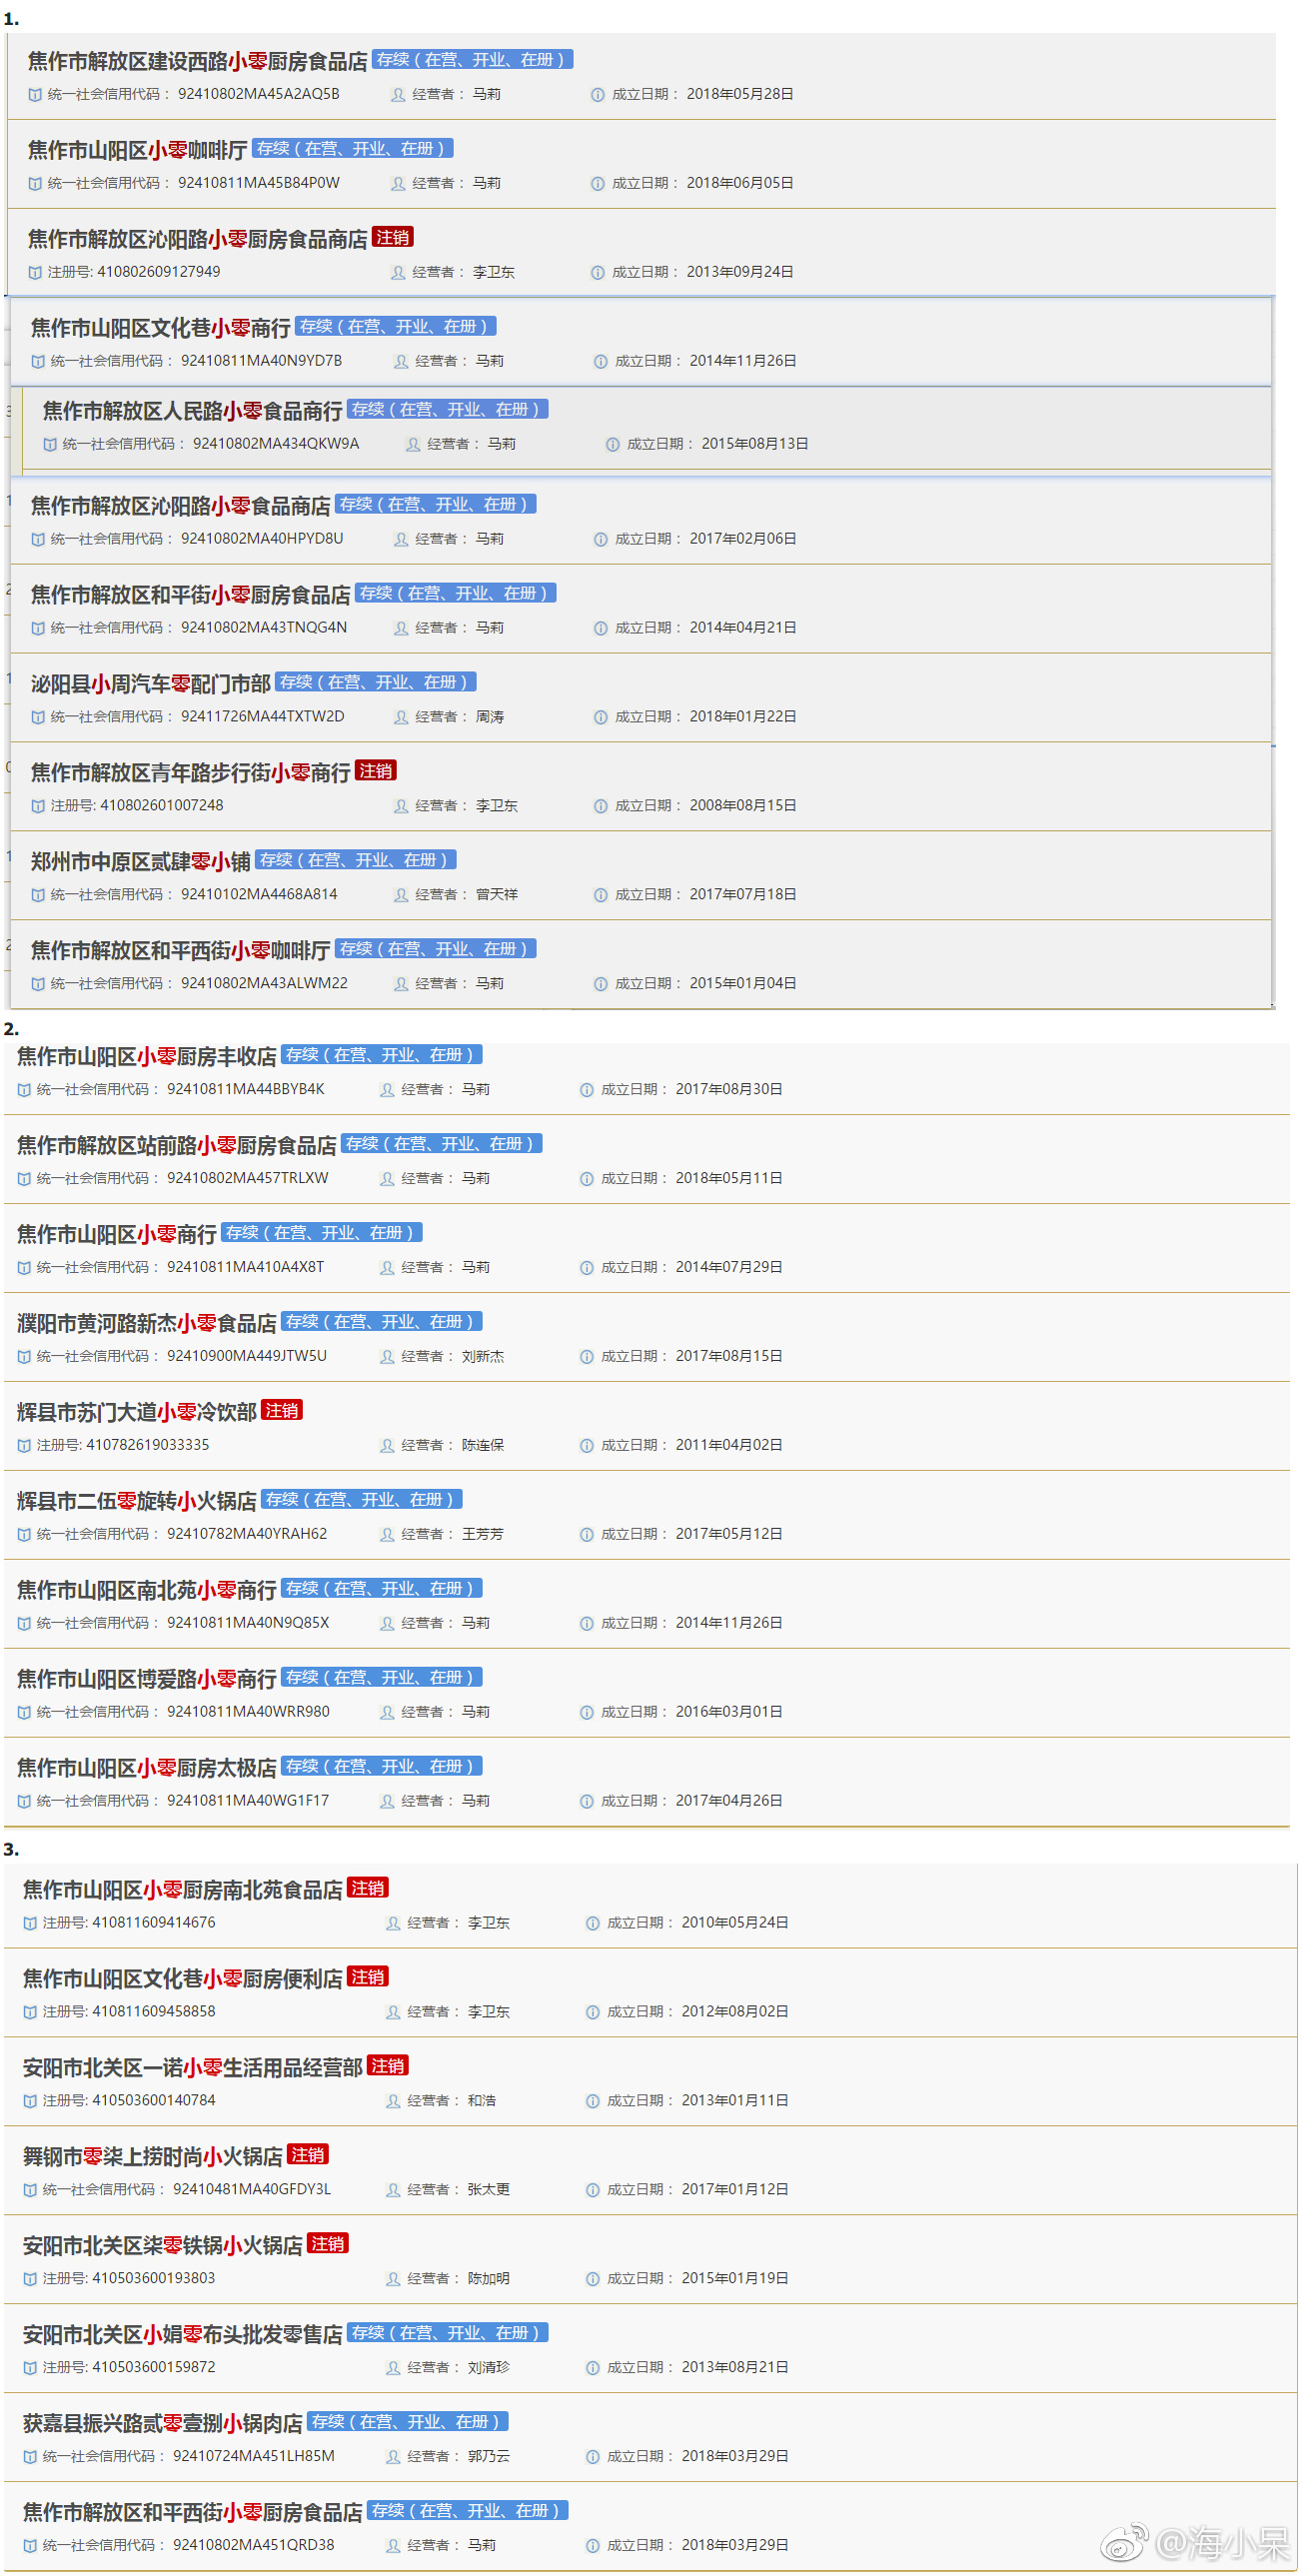 1.
焦作市解放区建设西路小零厨房食品店 存续（在营、开业、在册）
统一社会信用代码： 92410802MA45A2AQ5B 经营者： 马莉 成立日期： 2018年05月28日
焦作市山阳区小零咖啡厅 存续（在营、开业、在册）
统一社会信用代码： 92410811MA45B84P0W 经营者： 马莉 成立日期： 2018年06月05日
焦作市解放区沁阳路小零厨房食品商店 注销
注册号: 410802609127949 经营者： 李卫东 成立日期： 2013年09月24日
焦作市山阳区文化巷小零商行 存续（在营、开业、在册）
统一社会信用代码： 92410811MA40N9YD7B 经营者： 马莉 成立日期： 2014年11月26日
焦作市解放区人民路小零食品商行 存续（在营、开业、在册）
统一社会信用代码： 92410802MA434QKW9A 经营者： 马莉 成立日期： 2015年08月13日
焦作市解放区沁阳路小零食品商店 存续（在营、开业、在册）
统一社会信用代码： 92410802MA40HPYD8U 经营者： 马莉 成立日期： 2017年02月06日
焦作市解放区和平街小零厨房食品店 存续（在营、开业、在册）
统一社会信用代码： 92410802MA43TNQG4N 经营者： 马莉 成立日期： 2014年04月21日
泌阳县小周汽车零配门市部 存续（在营、开业、在册）
统一社会信用代码： 92411726MA44TXTW2D 经营者： 周涛 成立日期： 2018年01月22日
焦作市解放区青年路步行街小零商行 注销
注册号: 410802601007248 经营者： 李卫东 成立日期： 2008年08月15日
郑州市中原区贰肆零小铺 存续（在营、开业、在册）
统一社会信用代码： 92410102MA4468A814 经营者： 曾天祥 成立日期： 2017年07月18日
焦作市解放区和平西街小零咖啡厅 存续（在营、开业、在册）
统一社会信用代码： 92410802MA43ALWM22 经营者： 马莉 成立日期： 2015年01月04日
2.
焦作市山阳区小零厨房丰收店 存续（在营、开业、在册）
统一社会信用代码： 92410811MA44BBYB4K 经营者： 马莉 成立日期： 2017年08月30日
焦作市解放区站前路小零厨房食品店 存续（在营、开业、在册）
统一社会信用代码： 92410802MA457TRLXW 经营者： 马莉 成立日期： 2018年05月11日
焦作市山阳区小零商行 存续（在营、开业、在册）
统一社会信用代码： 92410811MA410A4X8T 经营者： 马莉 成立日期： 2014年07月29日
濮阳市黄河路新杰小零食品店 存续（在营、开业、在册）
统一社会信用代码： 92410900MA449JTW5U 经营者： 刘新杰 成立日期： 2017年08月15日
辉县市苏门大道小零冷饮部 注销
注册号: 410782619033335 经营者： 陈连保 成立日期： 2011年04月02日
辉县市二伍零旋转小火锅店 存续（在营、开业、在册）
统一社会信用代码： 92410782MA40YRAH62 经营者： 王芳芳 成立日期： 2017年05月12日
焦作市山阳区南北苑小零商行 存续（在营、开业、在册）
统一社会信用代码： 92410811MA40N9Q85X 经营者： 马莉 成立日期： 2014年11月26日
焦作市山阳区博爱路小零商行 存续（在营、开业、在册）
统一社会信用代码： 92410811MA40WRR980 经营者： 马莉 成立日期： 2016年03月01日
焦作市山阳区小零厨房太极店 存续（在营、开业、在册）
统一社会信用代码： 92410811MA40WG1F17 经营者： 马莉 成立日期： 2017年04月26日
3.
焦作市山阳区小零厨房南北苑食品店 注销
注册号: 410811609414676 经营者： 李卫东 成立日期： 2010年05月24日
焦作市山阳区文化巷小零厨房便利店 注销
注册号: 410811609458858 经营者： 李卫东 成立日期： 2012年08月02日
安阳市北关区一诺小零生活用品经营部 注销
注册号: 410503600140784 经营者： 和浩 成立日期： 2013年01月11日
舞钢市零柒上捞时尚小火锅店 注销
统一社会信用代码： 92410481MA40GFDY3L 经营者： 张太更 成立日期： 2017年01月12日
安阳市北关区柒零铁锅小火锅店 注销
注册号: 410503600193803 经营者： 陈加明 成立日期： 2015年01月19日
安阳市北关区小娟零布头批发零售店 存续（在营、开业、在册）
注册号: 410503600159872 经营者： 刘清珍 成立日期： 2013年08月21日
获嘉县振兴路贰零壹捌小锅肉店 存续（在营、开业、在册）
统一社会信用代码： 92410724MA451LH85M 经营者： 郭乃云 成立日期： 2018年03月29日
焦作市解放区和平西街小零厨房食品店 存续（在营、开业、在册）
统一社会信用代码： 92410802MA451QRD38 经营者： 马莉 成立日期： 2018年03月29日
@海小呆